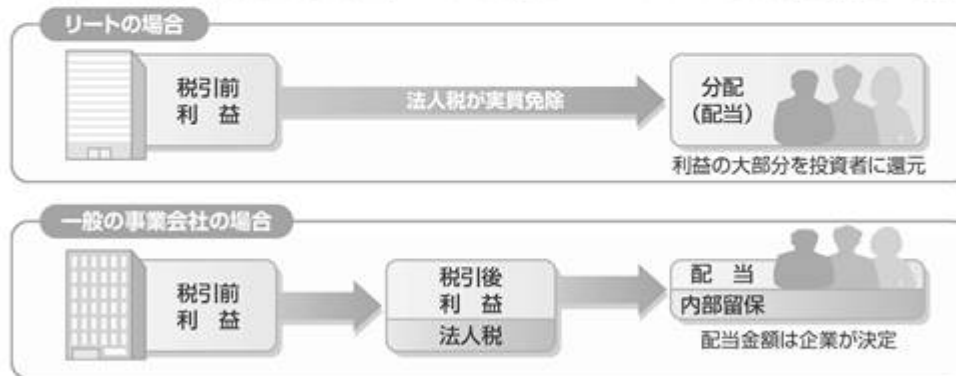 リートの場合
税引前
利 益
法人税が実質免除
分配
(配当)
利益の大部分を投資者に還元
一般の事業会社の場合
税引前
利 益
税引後
利 益
法人税
配 当
内部留保
配当金額は企業が決定